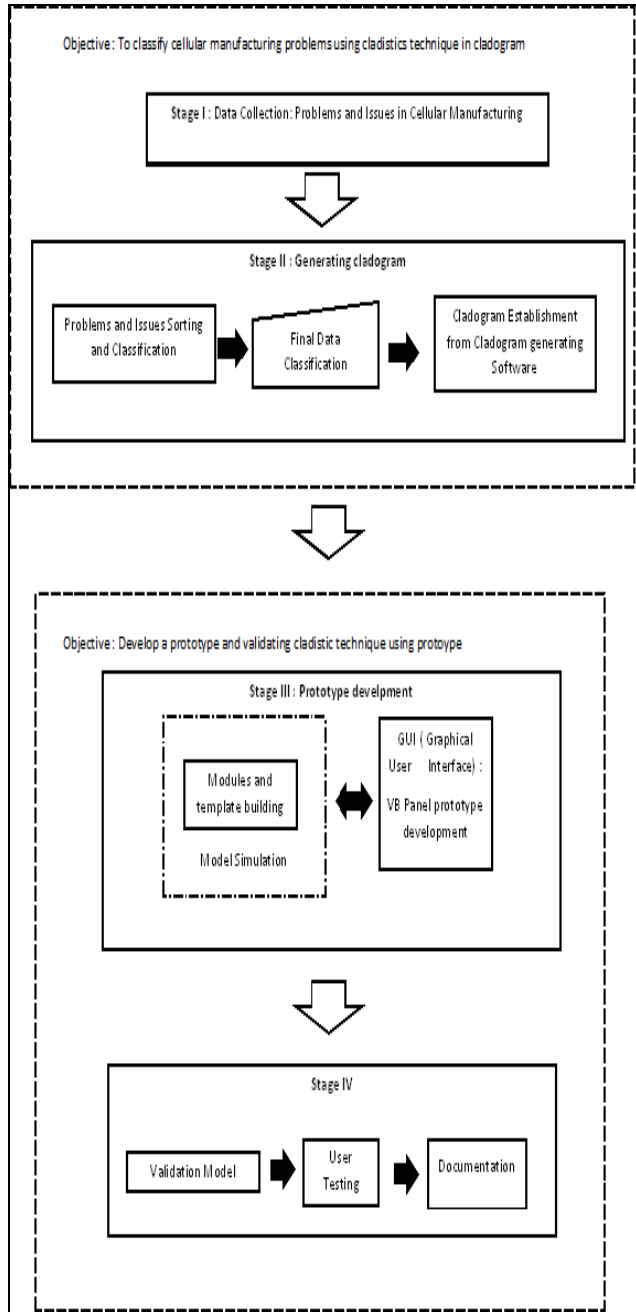 Objective : To classify cellular manufacturing problems using cladistics technique in cladogram
Stage I : Data Collection: Problems and Issues in Cellular Manufacturing
Stage II : Generating cladogram
Problems and Issues Sorting
and Classification
Final Data
Classification
Cladogram Establishment
from Cladogram generating
Software
Objective : Develop a prototype and validating cladistic technique using protoype
Stage III : Prototype develpment
Modules and
template building
Model Simulation
GUI ( Graphical
User Interface) :
VB Panel prototype
development
Stage IV
Validation Model
User
Testing
Documentation